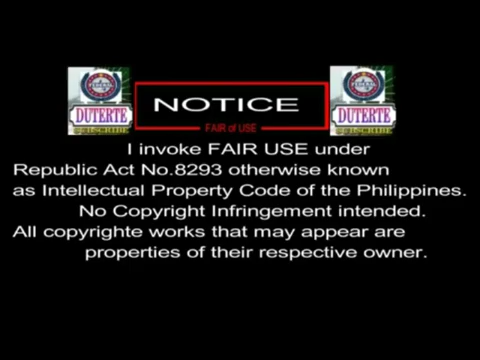 NOTICE
FAIR of USE
DUTERTE
SUBSCRIBE
DUTERTE
SUBSCRIBE
I invoke FAIR USE under
Republic Act No.8293 otherwise known
as Intellectual Property Code of the Philippines.
No Copyright Infringement intended.
All copyrighte works that may appear are
properties of their respective owner.